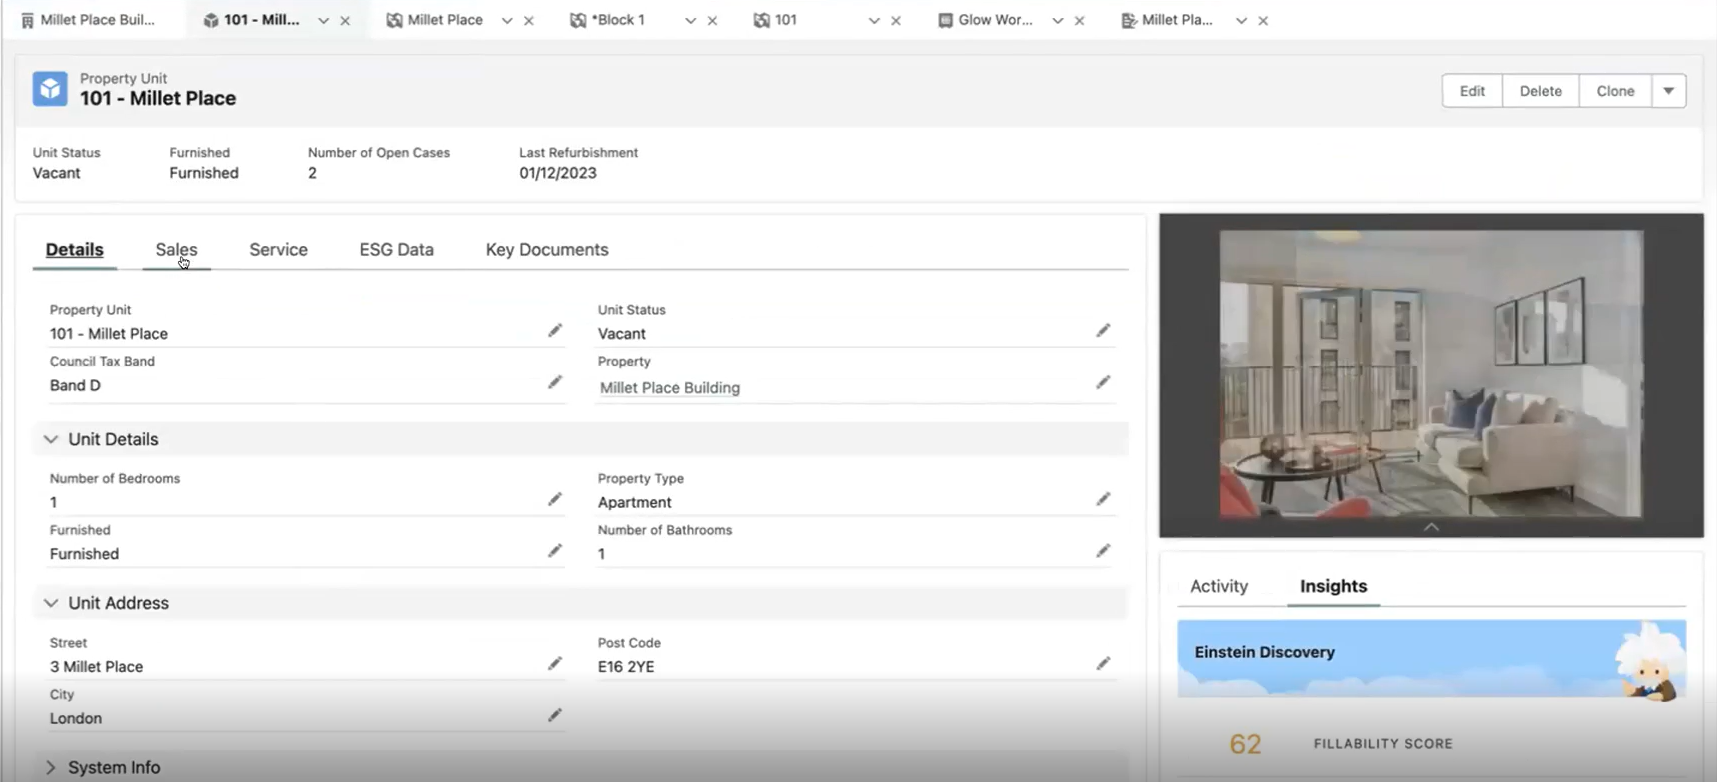 Millet Place Buil...
101 - Mill...
Millet Place
*Block 1
101
Glow Wor...
Millet Pla...
Property Unit
101 - Millet Place
Edit
Delete
Clone
Unit Status
Furnished
Number of Open Cases
Last Refurbishment
Vacant
Furnished
2
01/12/2023
Details
Sales
Service
ESG Data
Key Documents
Property Unit
101 - Millet Place
Unit Status
Vacant
Council Tax Band
Band D
Property
Millet Place Building
Unit Details
Number of Bedrooms
1
Property Type
Apartment
Furnished
Furnished
Number of Bathrooms
1
Unit Address
Street
3 Millet Place
Post Code
E16 2YE
City
London
System Info
Activity
Insights
Einstein Discovery
62
FILLABILITY SCORE